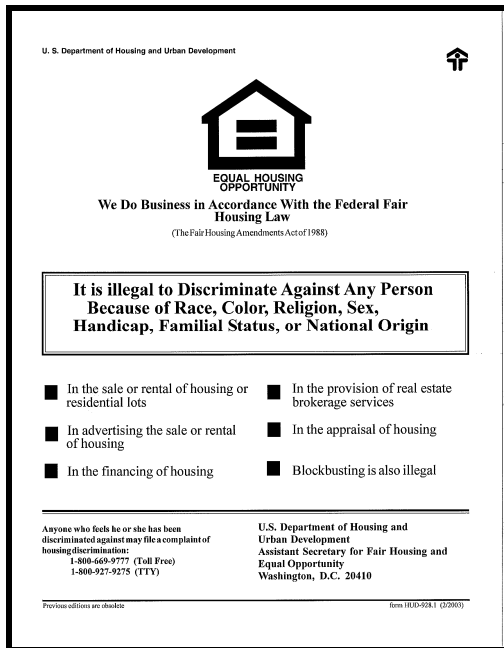 U. S. Department of Housing and Urban Development
EQUAL HOUSING
OPPORTUNITY
We Do Business in Accordance With the Federal Fair
Housing Law
(The Fair Housing Amendments Act of 1988)
It is illegal to Discriminate Against Any Person
Because of Race, Color, Religion, Sex,
Handicap, Familial Status, or National Origin
In the sale or rental of housing or
residential lots
In advertising the sale or rental
of housing
In the financing of housing
In the provision of real estate
brokerage services
In the appraisal of housing
Blockbusting is also illegal
Anyone who feels he or she has been
discriminated against may file a complaint of
housing discrimination:
1-800-669-9777 (Toll Free)
1-800-927-9275 (TTY)
U.S. Department of Housing and
Urban Development
Assistant Secretary for Fair Housing and
Equal Opportunity
Washington, D.C. 20410
Previous editions are obsolete
form HUD-928.1 (2/2003)